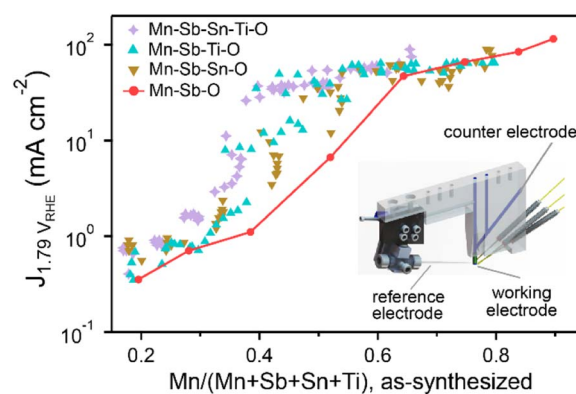 J1.79 V_RHE (mA cm⁻²)
10²
10¹
10⁰
10⁻¹
Mn-Sb-Sn-Ti-O
Mn-Sb-Ti-O
Mn-Sb-Sn-O
Mn-Sb-O
counter electrode
reference
electrode
working
electrode
0.2 0.4 0.6 0.8
Mn/(Mn+Sb+Sn+Ti), as-synthesized